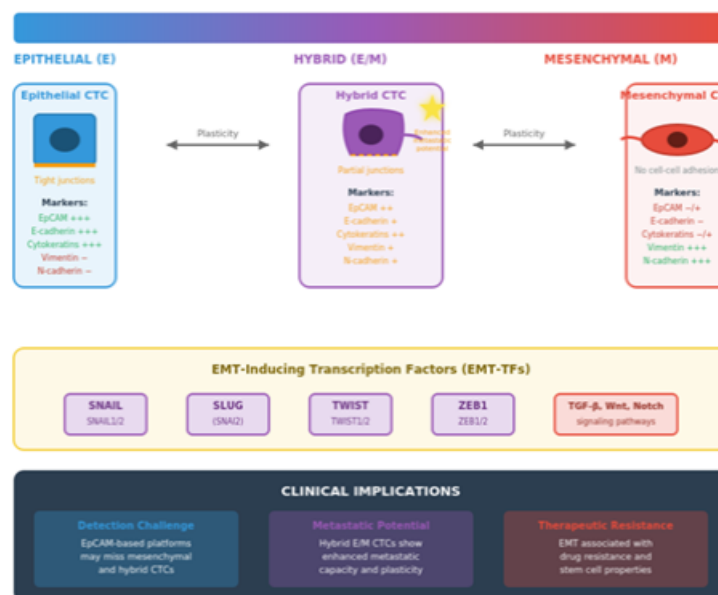 EPITHELIAL (E)
HYBRID (E/M)
MESENCHYMAL (M)
Epithelial CTC
Tight junctions
Markers:
EpCAM +++
E-cadherin +++
Cytokeratins +++
Vimentin −
N-cadherin −
Plasticity
Hybrid CTC
Enhanced
metastatic
potential
Partial junctions
Markers:
EpCAM ++
E-cadherin +
Cytokeratins ++
Vimentin +
N-cadherin +
Plasticity
Mesenchymal C
No cell-cell adhesion
Markers:
EpCAM −/+
E-cadherin −
Cytokeratins −/+
Vimentin +++
N-cadherin +++
EMT-Inducing Transcription Factors (EMT-TFs)
SNAIL
SNAIL1/2
SLUG
(SNAI2)
TWIST
TWIST1/2
ZEB1
ZEB1/2
TGF-β, Wnt, Notch
signaling pathways
CLINICAL IMPLICATIONS
Detection Challenge
EpCAM-based platforms
may miss mesenchymal
and hybrid CTCs
Metastatic Potential
Hybrid E/M CTCs show
enhanced metastatic
capacity and plasticity
Therapeutic Resistance
EMT associated with
drug resistance and
stem cell properties